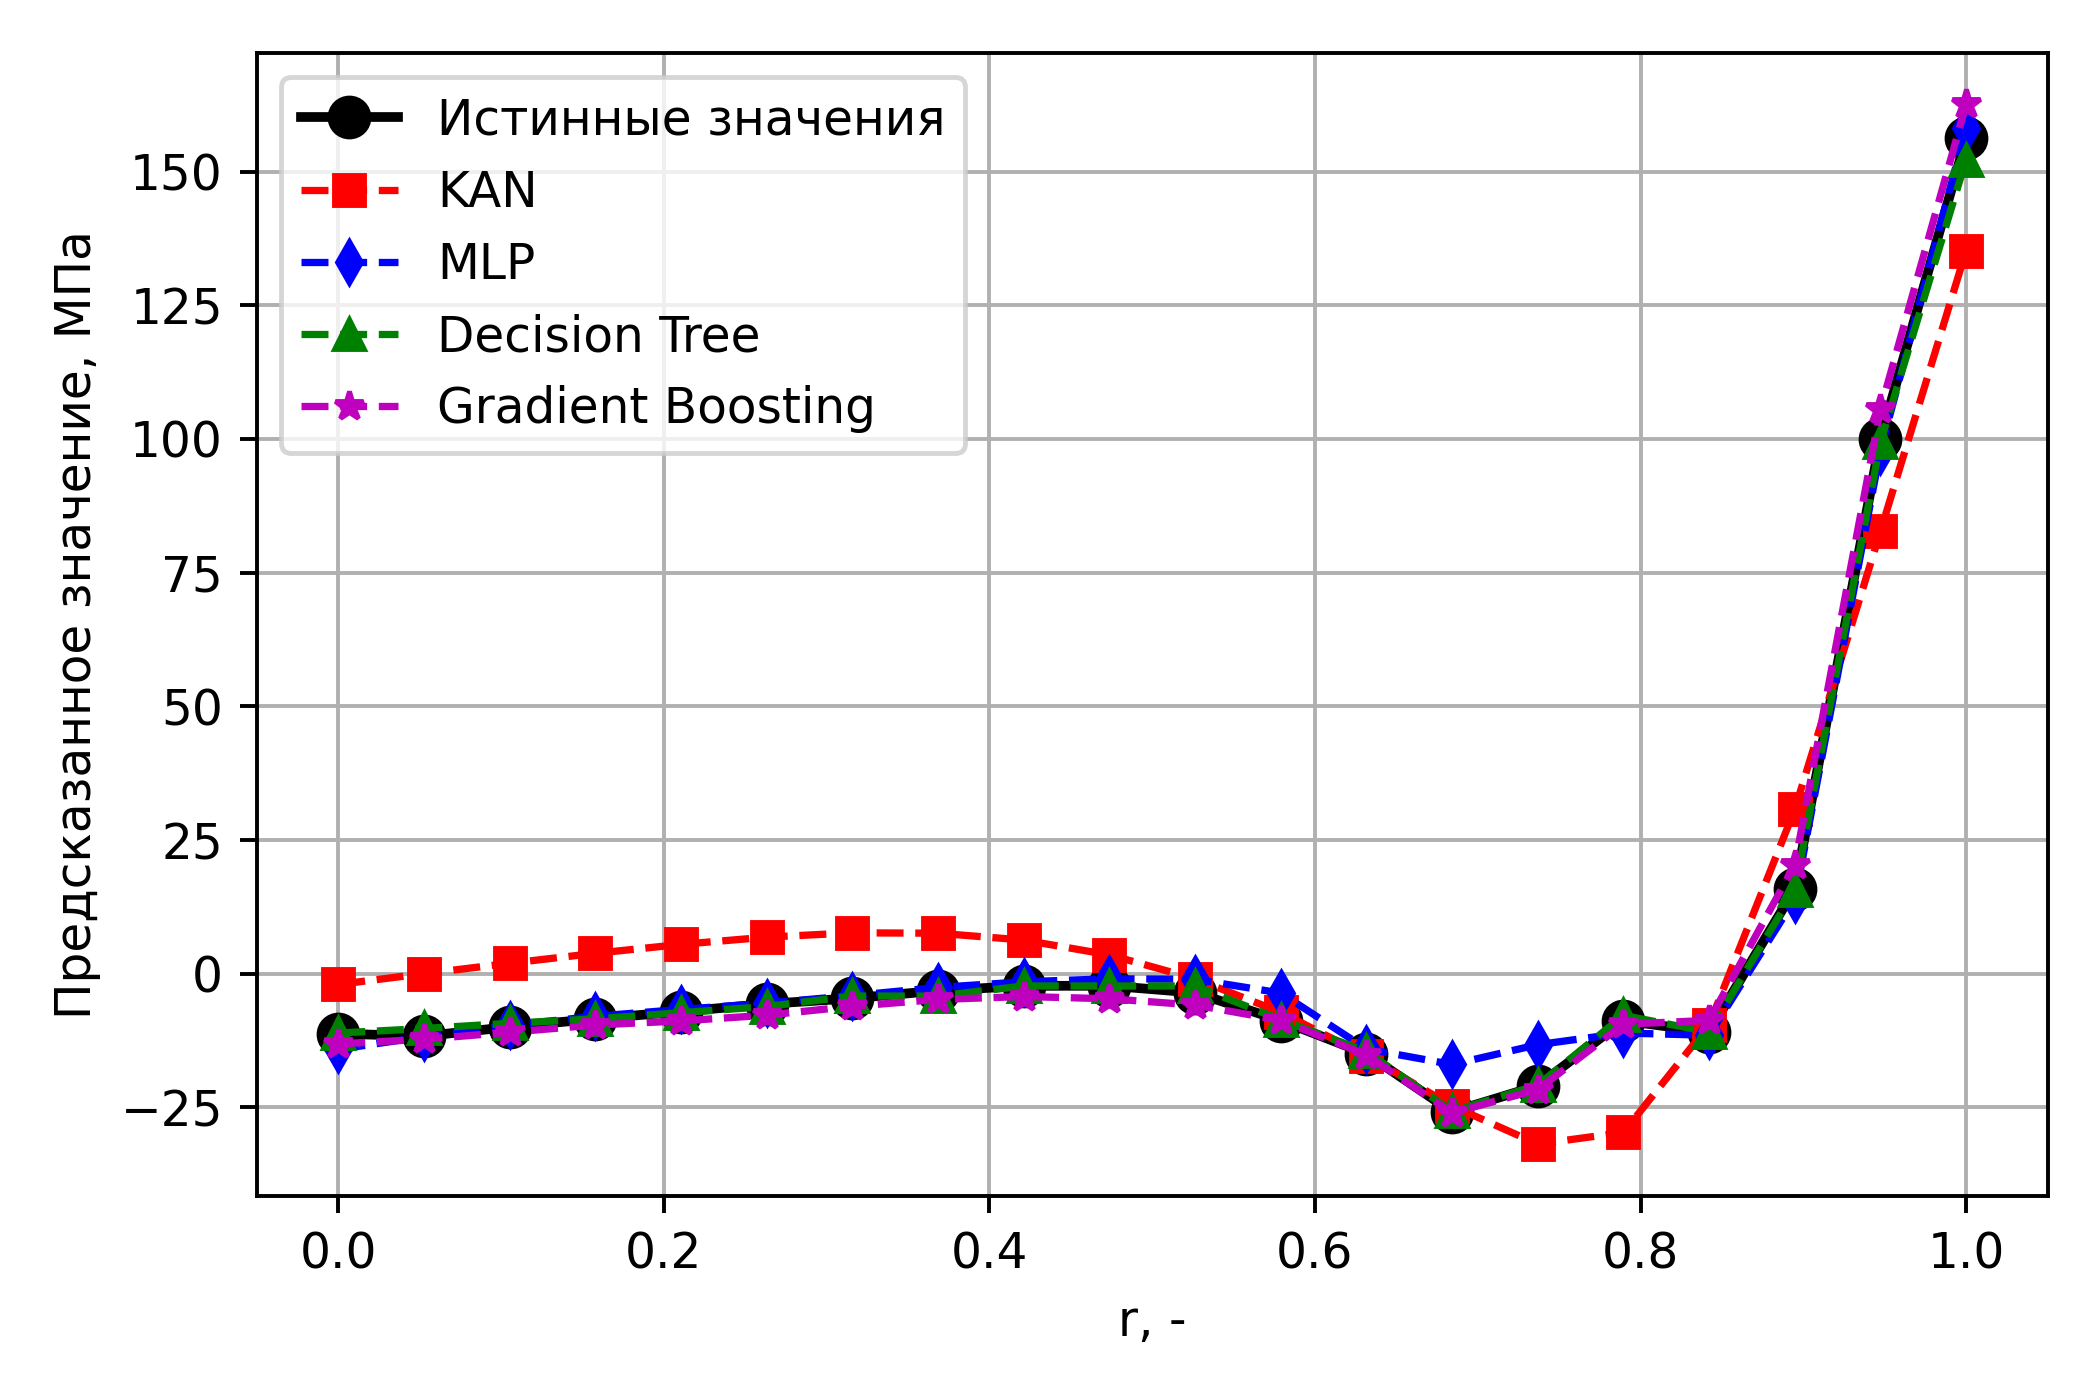 Истинные значения
KAN
MLP
Decision Tree
Gradient Boosting
Предсказанное значение, МПа
150
125
100
75
50
25
0
−25
0.0 0.2 0.4 0.6 0.8 1.0
r, -